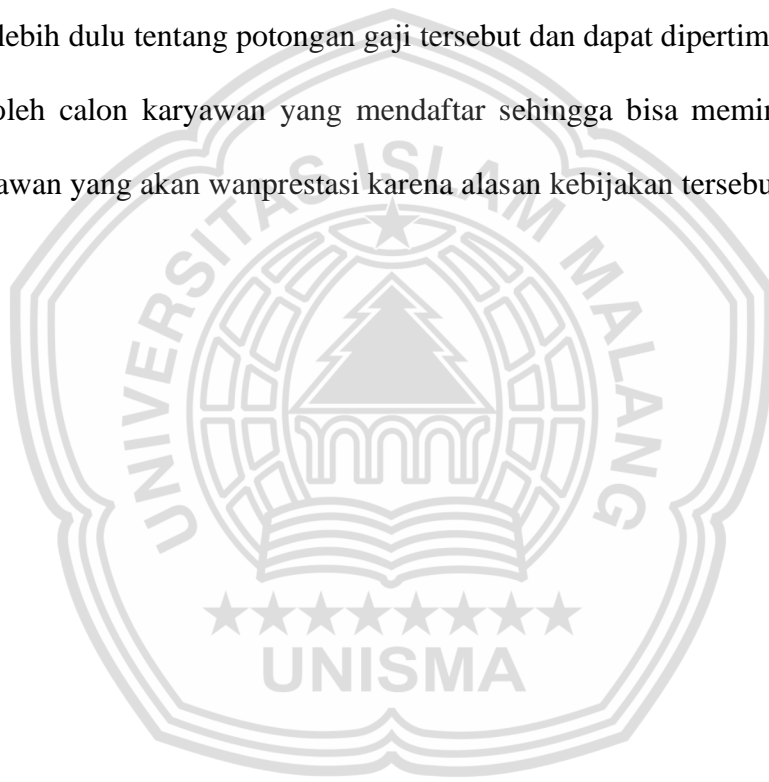 lebih dulu tentang potongan gaji tersebut dan dapat dipertim
oleh calon karyawan yang mendaftar sehingga bisa memin
awan yang akan wanprestasi karena alasan kebijakan tersebu
UNIVERSITAS ISLAM MALANG
UNISMA